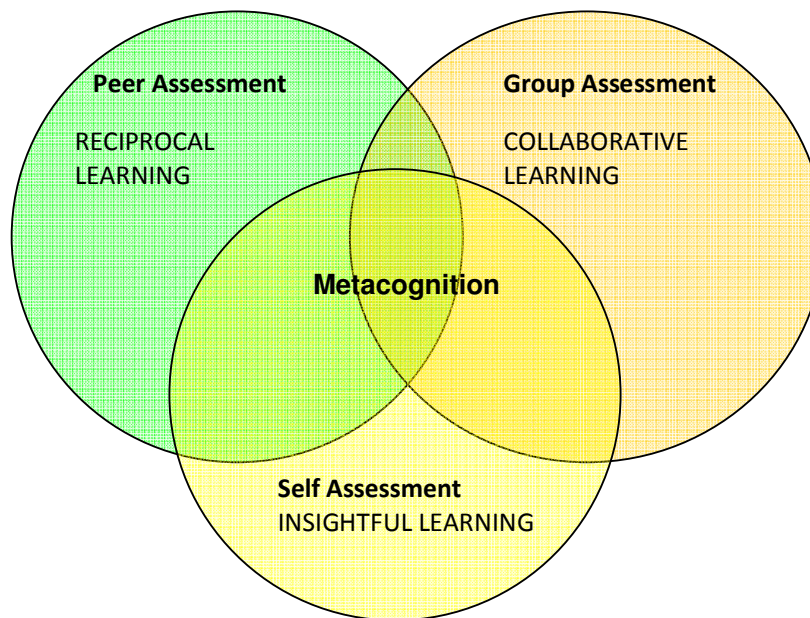 Peer Assessment
RECIPROCAL
LEARNING
Group Assessment
COLLABORATIVE
LEARNING
Metacognition
Self Assessment
INSIGHTFUL LEARNING